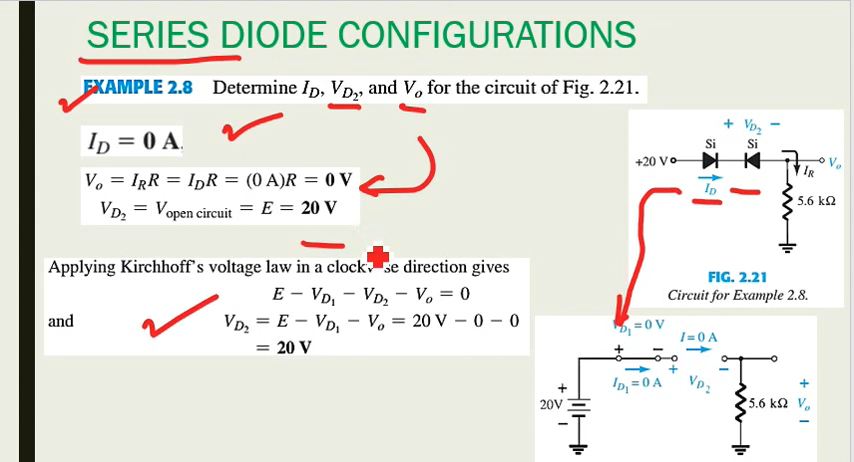 SERIES DIODE CONFIGURATIONS
EXAMPLE 2.8 Determine I_D, V_D₂, and V_o for the circuit of Fig. 2.21.
I_D = 0 A.
V_o = I_R R = I_D R = (0 A)R = 0 V
V_D₂ = V_open circuit = E = 20 V
Applying Kirchhoff's voltage law in a clockwise direction gives
E − V_D₁ − V_D₂ − V_o = 0
and V_D₂ = E − V_D₁ − V_o = 20 V − 0 − 0
= 20 V
+ V_D₂ −
Si Si
+20 V V_o
I_R
I_D
5.6 kΩ
FIG. 2.21
Circuit for Example 2.8.
V_D₁ = 0 V
I = 0 A
+ −
+ −
I_D₁ = 0 A V_D₂
+ +
20V 5.6 kΩ V_o
− −